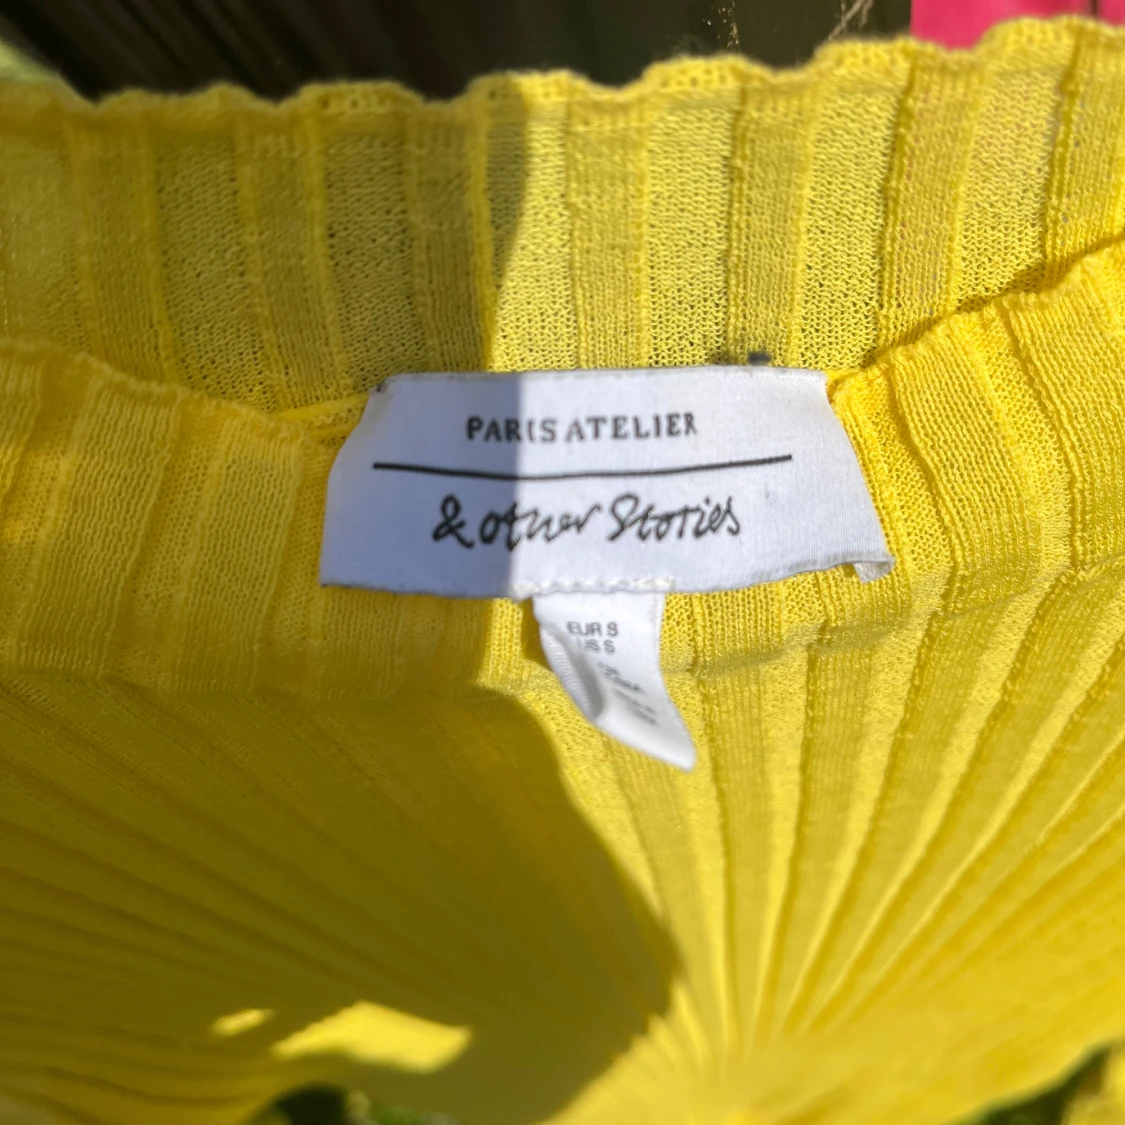 PARIS ATELIER
& other Stories
EUR S
US S